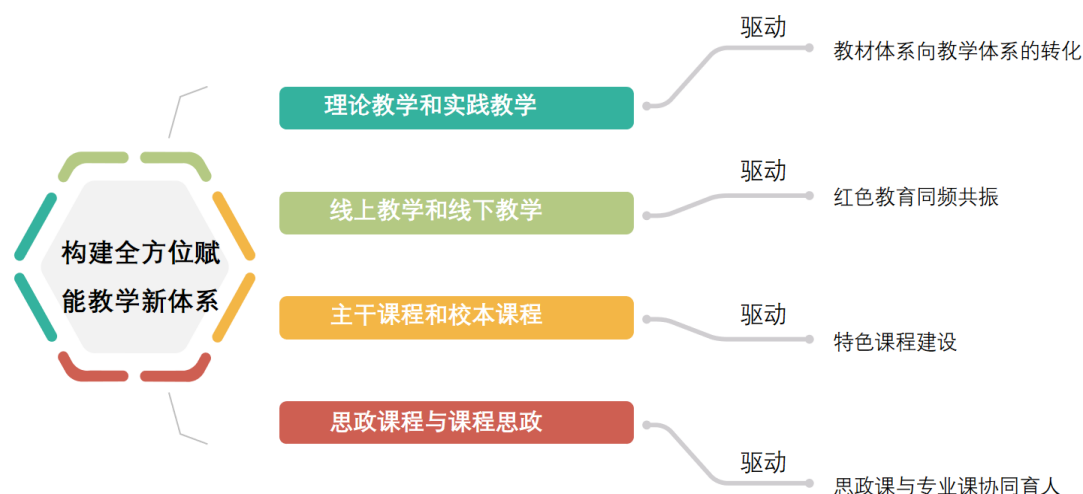 构建全方位赋
能教学新体系
理论教学和实践教学
驱动
教材体系向教学体系的转化
线上教学和线下教学
驱动
红色教育同频共振
主干课程和校本课程
驱动
特色课程建设
思政课程与课程思政
驱动
思政课与专业课协同育人